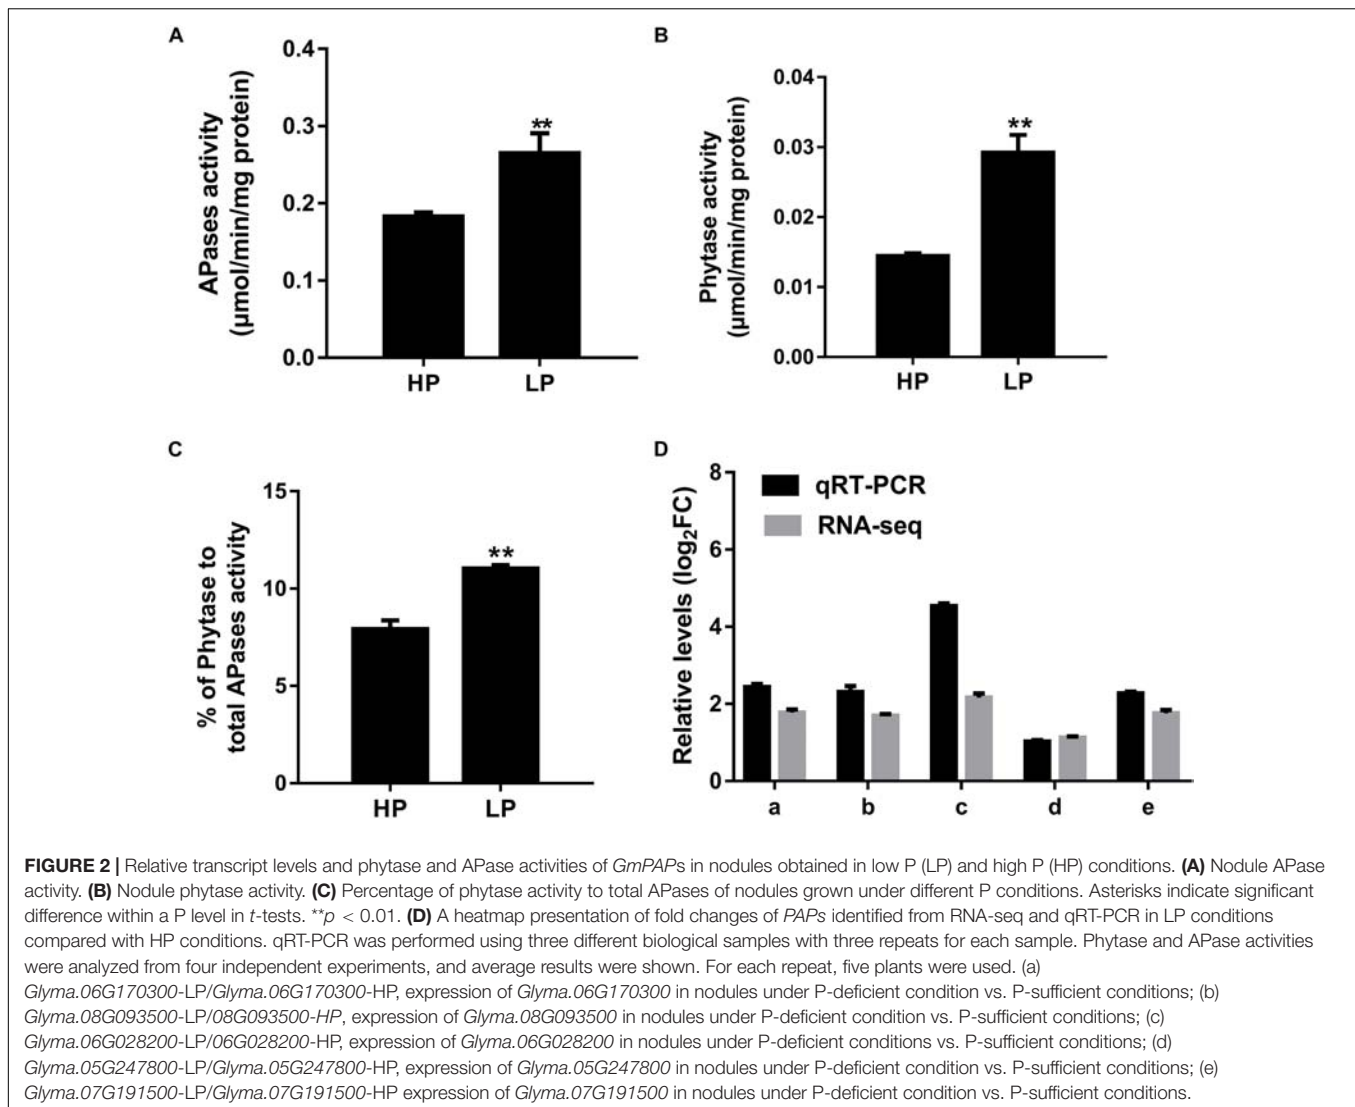 A
B
0.4
0.3
0.2
0.1
0.0
APases activity
(µmol/min/mg protein)
**
HP
LP
0.04
0.03
0.02
0.01
0.00
Phytase activity
(µmol/min/mg protein)
**
HP
LP
C
D
15
10
5
0
% of Phytase to
total APases activity
**
HP
LP
8
6
4
2
0
Relative levels (log2FC)
qRT-PCR
RNA-seq
a
b
c
d
e
FIGURE 2 | Relative transcript levels and phytase and APase activities of GmPAPs in nodules obtained in low P (LP) and high P (HP) conditions. (A) Nodule APase
activity. (B) Nodule phytase activity. (C) Percentage of phytase activity to total APases of nodules grown under different P conditions. Asterisks indicate significant
difference within a P level in t-tests. **p < 0.01. (D) A heatmap presentation of fold changes of PAPs identified from RNA-seq and qRT-PCR in LP conditions
compared with HP conditions. qRT-PCR was performed using three different biological samples with three repeats for each sample. Phytase and APase activities
were analyzed from four independent experiments, and average results were shown. For each repeat, five plants were used. (a)
Glyma.06G170300-LP/Glyma.06G170300-HP, expression of Glyma.06G170300 in nodules under P-deficient condition vs. P-sufficient conditions; (b)
Glyma.08G093500-LP/08G093500-HP, expression of Glyma.08G093500 in nodules under P-deficient condition vs. P-sufficient conditions; (c)
Glyma.06G028200-LP/06G028200-HP, expression of Glyma.06G028200 in nodules under P-deficient conditions vs. P-sufficient conditions; (d)
Glyma.05G247800-LP/Glyma.05G247800-HP, expression of Glyma.05G247800 in nodules under P-deficient condition vs. P-sufficient conditions; (e)
Glyma.07G191500-LP/Glyma.07G191500-HP expression of Glyma.07G191500 in nodules under P-deficient condition vs. P-sufficient conditions.